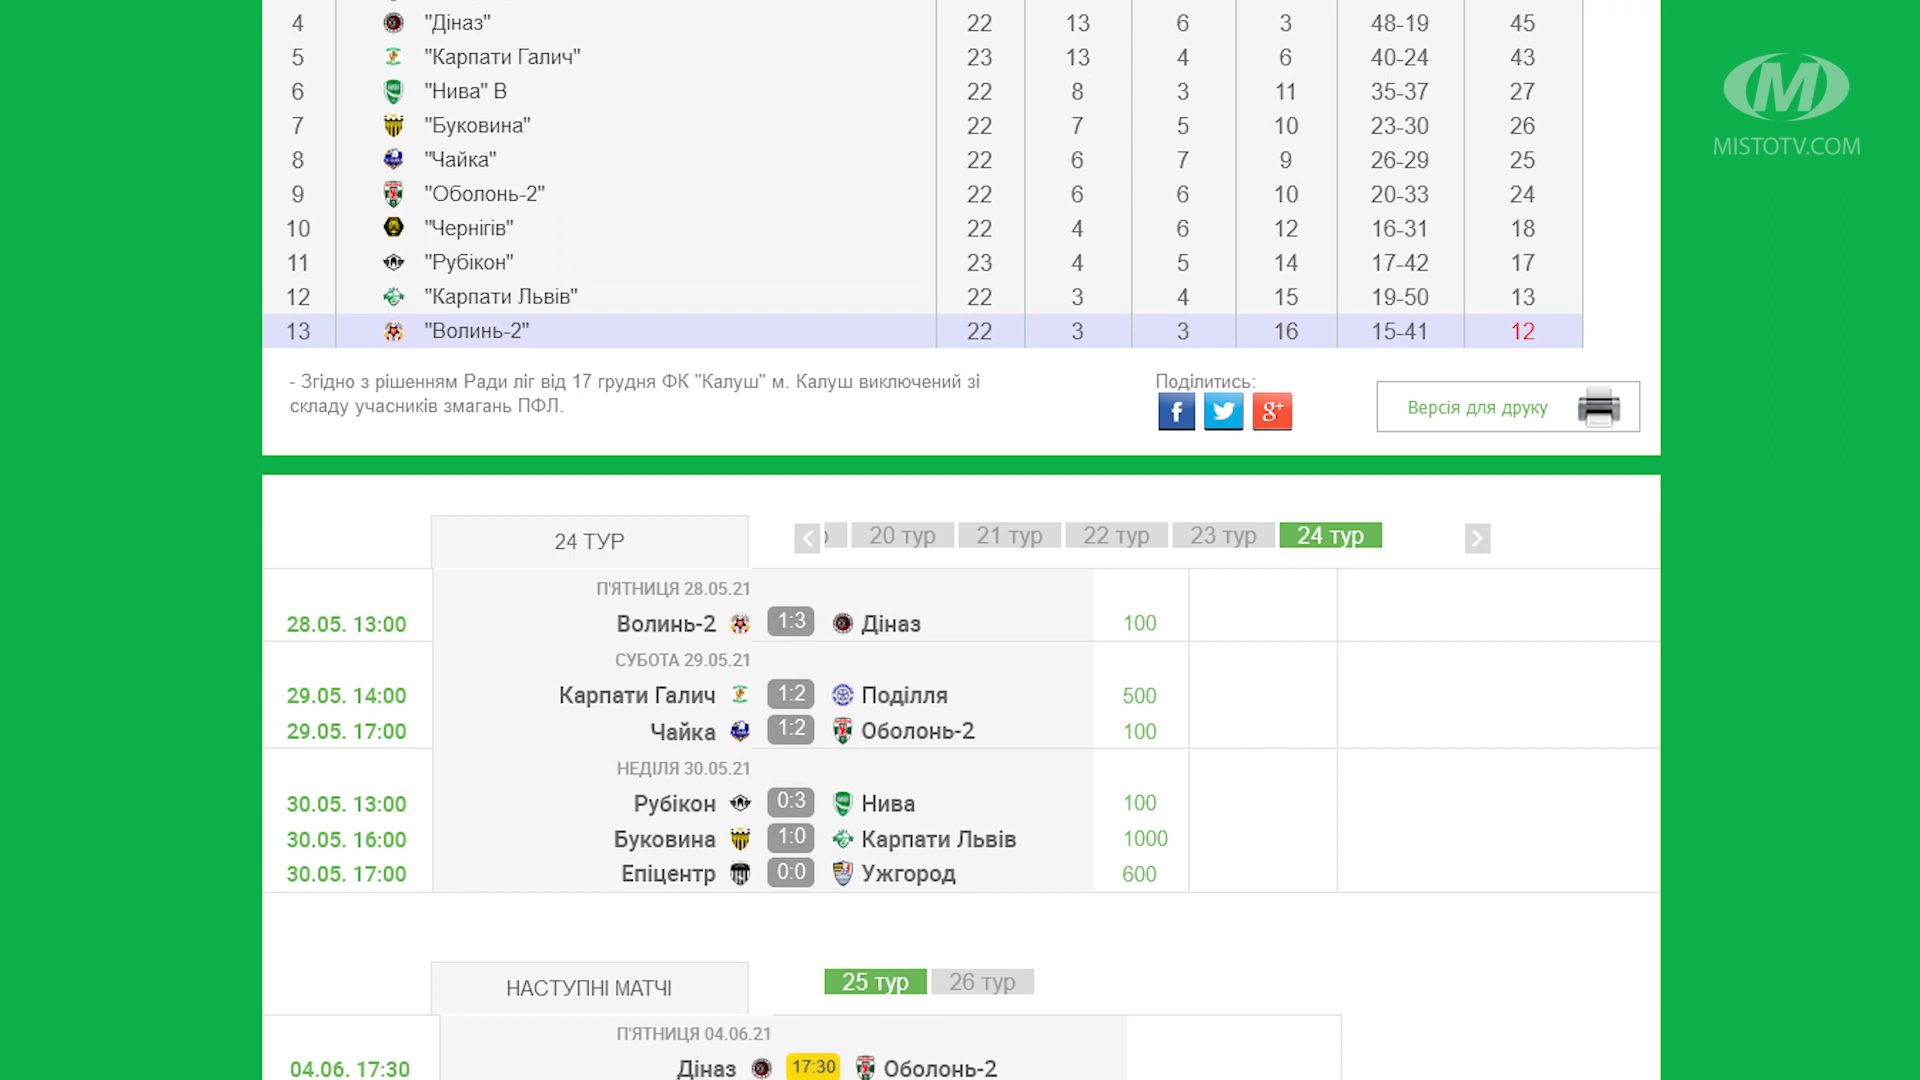 4 "Діназ" 22 13 6 3 48-19 45
5 "Карпати Галич" 23 13 4 6 40-24 43
6 "Нива" В 22 8 3 11 35-37 27
7 "Буковина" 22 7 5 10 23-30 26
8 "Чайка" 22 6 7 9 26-29 25
9 "Оболонь-2" 22 6 6 10 20-33 24
10 "Чернігів" 22 4 6 12 16-31 18
11 "Рубікон" 23 4 5 14 17-42 17
12 "Карпати Львів" 22 3 4 15 19-50 13
13 "Волинь-2" 22 3 3 16 15-41 12
М
MISTOTV.COM
- Згідно з рішенням Ради ліг від 17 грудня ФК "Калуш" м. Калуш виключений зі
складу учасників змагань ПФЛ.
Поділитись:
Версія для друку
24 ТУР
20 тур 21 тур 22 тур 23 тур 24 тур
П'ЯТНИЦЯ 28.05.21
28.05. 13:00 Волинь-2 1:3 Діназ 100
СУБОТА 29.05.21
29.05. 14:00 Карпати Галич 1:2 Поділля 500
29.05. 17:00 Чайка 1:2 Оболонь-2 100
НЕДІЛЯ 30.05.21
30.05. 13:00 Рубікон 0:3 Нива 100
30.05. 16:00 Буковина 1:0 Карпати Львів 1000
30.05. 17:00 Епіцентр 0:0 Ужгород 600
НАСТУПНІ МАТЧІ
25 тур 26 тур
П'ЯТНИЦЯ 04.06.21
04.06. 17:30 Діназ 17:30 Оболонь-2